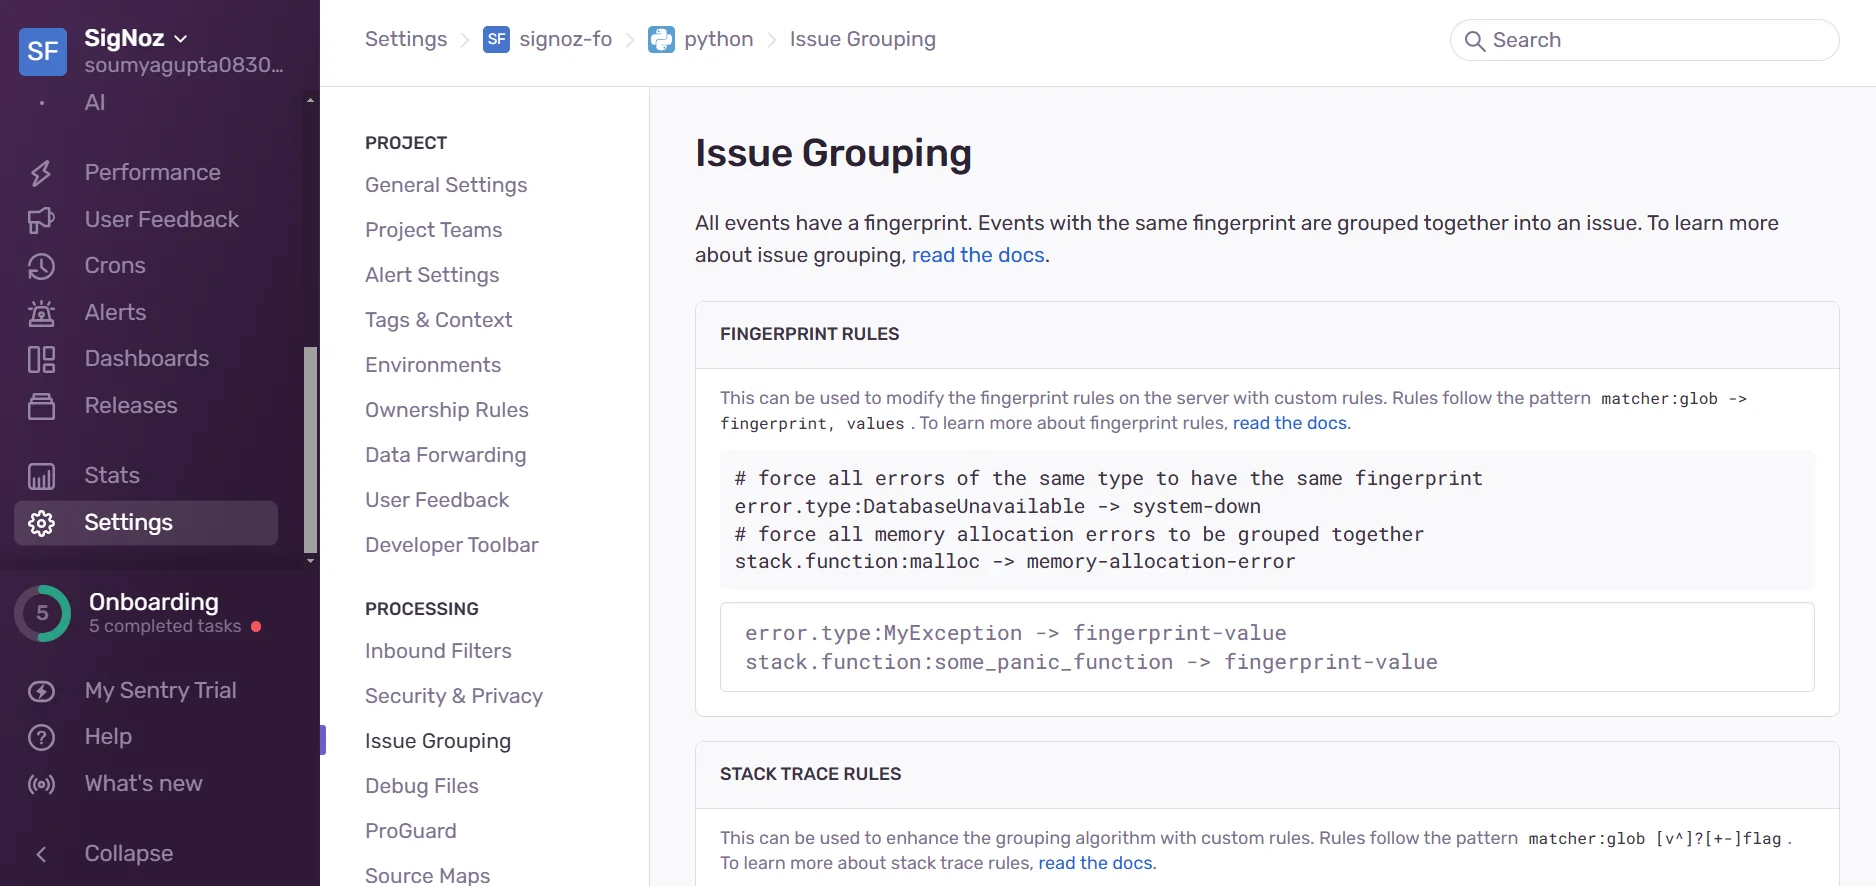 SF
SigNoz
soumyagupta0830...
AI
Performance
User Feedback
Crons
Alerts
Dashboards
Releases
Stats
Settings
5
Onboarding
5 completed tasks
My Sentry Trial
Help
What's new
Collapse
Settings
SF signoz-fo
python
Issue Grouping
Search
PROJECT
General Settings
Project Teams
Alert Settings
Tags & Context
Environments
Ownership Rules
Data Forwarding
User Feedback
Developer Toolbar
PROCESSING
Inbound Filters
Security & Privacy
Issue Grouping
Debug Files
ProGuard
Source Maps
Issue Grouping
All events have a fingerprint. Events with the same fingerprint are grouped together into an issue. To learn more
about issue grouping, read the docs.
FINGERPRINT RULES
This can be used to modify the fingerprint rules on the server with custom rules. Rules follow the pattern matcher:glob ->
fingerprint, values . To learn more about fingerprint rules, read the docs.
# force all errors of the same type to have the same fingerprint
error.type:DatabaseUnavailable -> system-down
# force all memory allocation errors to be grouped together
stack.function:malloc -> memory-allocation-error
error.type:MyException -> fingerprint-value
stack.function:some_panic_function -> fingerprint-value
STACK TRACE RULES
This can be used to enhance the grouping algorithm with custom rules. Rules follow the pattern matcher:glob [v^]?[+-]flag .
To learn more about stack trace rules, read the docs.